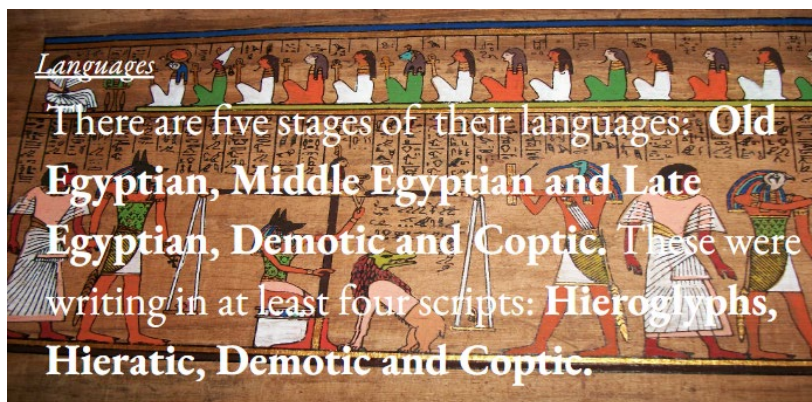 Languages
There are five stages of their languages: Old
Egyptian, Middle Egyptian and Late
Egyptian, Demotic and Coptic. These were
writing in at least four scripts: Hieroglyphs,
Hieratic, Demotic and Coptic.